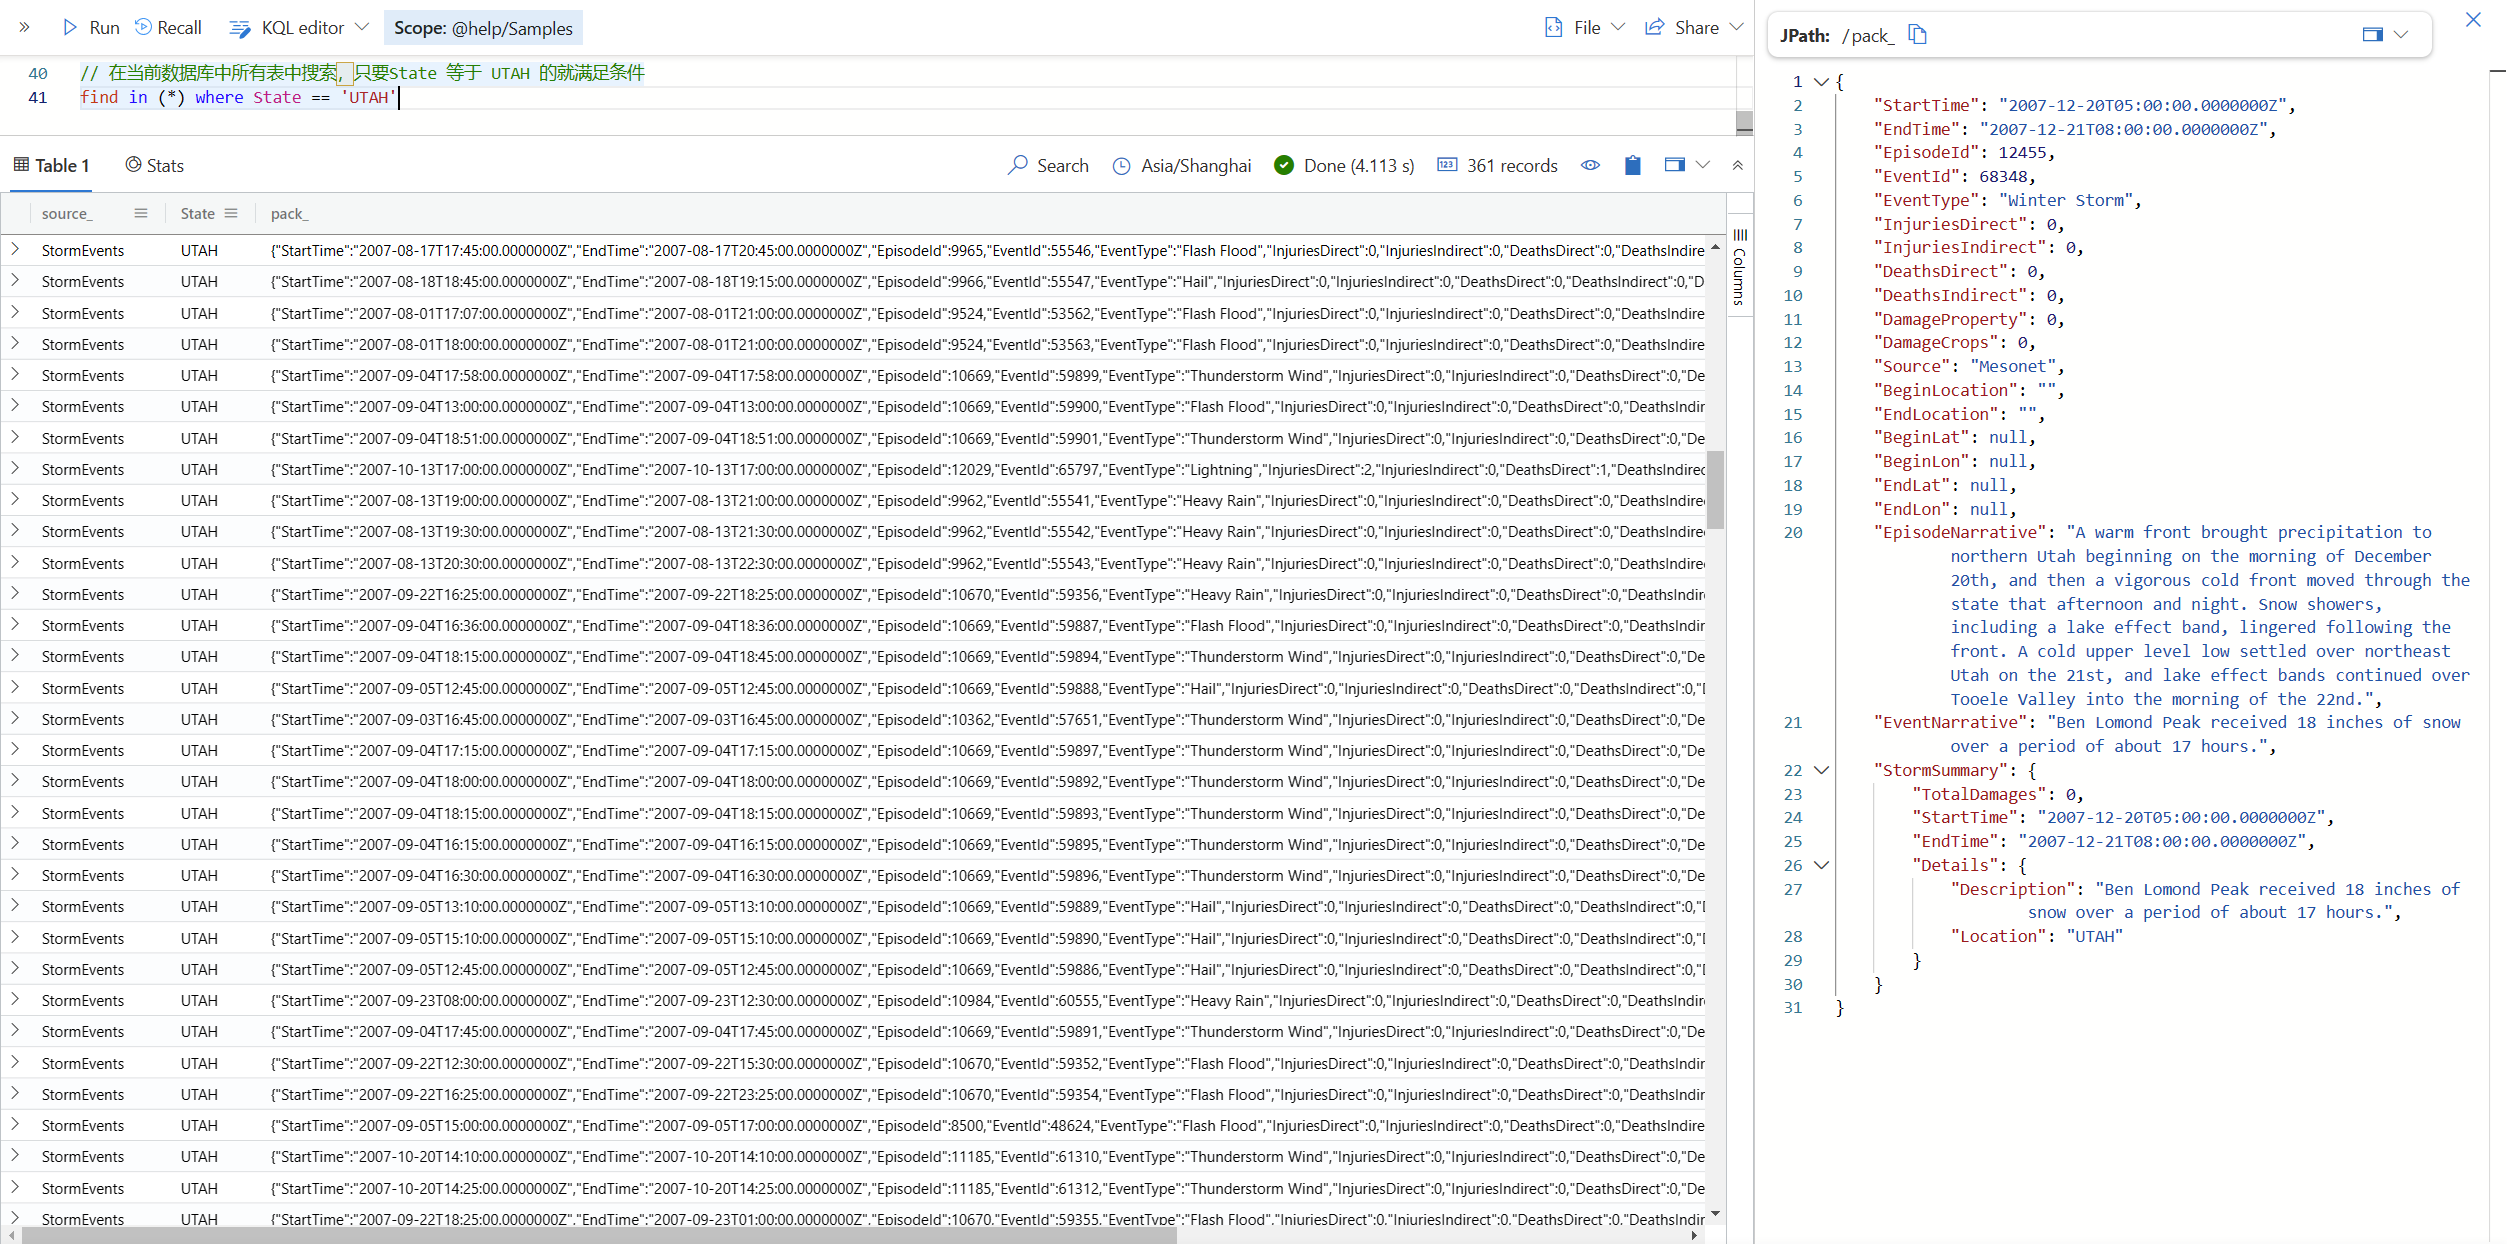 Run Recall KQL editor Scope: @help/Samples File Share
40 // 在当前数据库中所有表中搜索，只要State 等于 UTAH 的就满足条件
41 find in (*) where State == 'UTAH'
Table 1 Stats Search Asia/Shanghai Done (4.113 s) 361 records
source_ State pack_
StormEvents UTAH {"StartTime":"2007-08-17T17:45:00.0000000Z","EndTime":"2007-08-17T20:45:00.0000000Z","EpisodeId":9965,"EventId":55546,"EventType":"Flash Flood","InjuriesDirect":0,"InjuriesIndirect":0,"DeathsDirect":0,"DeathsIndire
StormEvents UTAH {"StartTime":"2007-08-18T18:45:00.0000000Z","EndTime":"2007-08-18T19:15:00.0000000Z","EpisodeId":9966,"EventId":55547,"EventType":"Hail","InjuriesDirect":0,"InjuriesIndirect":0,"DeathsDirect":0,"DeathsIndirect":0,"D
StormEvents UTAH {"StartTime":"2007-08-01T17:07:00.0000000Z","EndTime":"2007-08-01T21:00:00.0000000Z","EpisodeId":9524,"EventId":53562,"EventType":"Flash Flood","InjuriesDirect":0,"InjuriesIndirect":0,"DeathsDirect":0,"DeathsIndire
StormEvents UTAH {"StartTime":"2007-08-01T18:00:00.0000000Z","EndTime":"2007-08-01T21:00:00.0000000Z","EpisodeId":9524,"EventId":53563,"EventType":"Flash Flood","InjuriesDirect":0,"InjuriesIndirect":0,"DeathsDirect":0,"DeathsIndire
StormEvents UTAH {"StartTime":"2007-09-04T17:58:00.0000000Z","EndTime":"2007-09-04T17:58:00.0000000Z","EpisodeId":10669,"EventId":59899,"EventType":"Thunderstorm Wind","InjuriesDirect":0,"InjuriesIndirect":0,"DeathsDirect":0,"De
StormEvents UTAH {"StartTime":"2007-09-04T13:00:00.0000000Z","EndTime":"2007-09-04T13:00:00.0000000Z","EpisodeId":10669,"EventId":59900,"EventType":"Flash Flood","InjuriesDirect":0,"InjuriesIndirect":0,"DeathsDirect":0,"DeathsIndir
StormEvents UTAH {"StartTime":"2007-09-04T18:51:00.0000000Z","EndTime":"2007-09-04T18:51:00.0000000Z","EpisodeId":10669,"EventId":59901,"EventType":"Thunderstorm Wind","InjuriesDirect":0,"InjuriesIndirect":0,"DeathsDirect":0,"De
StormEvents UTAH {"StartTime":"2007-10-13T17:00:00.0000000Z","EndTime":"2007-10-13T17:00:00.0000000Z","EpisodeId":12029,"EventId":65797,"EventType":"Lightning","InjuriesDirect":2,"InjuriesIndirect":0,"DeathsDirect":1,"DeathsIndirec
StormEvents UTAH {"StartTime":"2007-08-13T19:00:00.0000000Z","EndTime":"2007-08-13T21:00:00.0000000Z","EpisodeId":9962,"EventId":55541,"EventType":"Heavy Rain","InjuriesDirect":0,"InjuriesIndirect":0,"DeathsDirect":0,"DeathsIndire
StormEvents UTAH {"StartTime":"2007-08-13T19:30:00.0000000Z","EndTime":"2007-08-13T21:30:00.0000000Z","EpisodeId":9962,"EventId":55542,"EventType":"Heavy Rain","InjuriesDirect":0,"InjuriesIndirect":0,"DeathsDirect":0,"DeathsIndire
StormEvents UTAH {"StartTime":"2007-08-13T20:30:00.0000000Z","EndTime":"2007-08-13T22:30:00.0000000Z","EpisodeId":9962,"EventId":55543,"EventType":"Heavy Rain","InjuriesDirect":0,"InjuriesIndirect":0,"DeathsDirect":0,"DeathsIndire
StormEvents UTAH {"StartTime":"2007-09-22T16:25:00.0000000Z","EndTime":"2007-09-22T18:25:00.0000000Z","EpisodeId":10670,"EventId":59356,"EventType":"Heavy Rain","InjuriesDirect":0,"InjuriesIndirect":0,"DeathsDirect":0,"DeathsIndir
StormEvents UTAH {"StartTime":"2007-09-04T16:36:00.0000000Z","EndTime":"2007-09-04T18:36:00.0000000Z","EpisodeId":10669,"EventId":59887,"EventType":"Flash Flood","InjuriesDirect":0,"InjuriesIndirect":0,"DeathsDirect":0,"DeathsIndir
StormEvents UTAH {"StartTime":"2007-09-04T18:15:00.0000000Z","EndTime":"2007-09-04T18:45:00.0000000Z","EpisodeId":10669,"EventId":59894,"EventType":"Thunderstorm Wind","InjuriesDirect":0,"InjuriesIndirect":0,"DeathsDirect":0,"De
StormEvents UTAH {"StartTime":"2007-09-05T12:45:00.0000000Z","EndTime":"2007-09-05T12:45:00.0000000Z","EpisodeId":10669,"EventId":59888,"EventType":"Hail","InjuriesDirect":0,"InjuriesIndirect":0,"DeathsDirect":0,"DeathsIndirect":0,"
StormEvents UTAH {"StartTime":"2007-09-03T16:45:00.0000000Z","EndTime":"2007-09-03T16:45:00.0000000Z","EpisodeId":10362,"EventId":57651,"EventType":"Thunderstorm Wind","InjuriesDirect":0,"InjuriesIndirect":0,"DeathsDirect":0,"De
StormEvents UTAH {"StartTime":"2007-09-04T17:15:00.0000000Z","EndTime":"2007-09-04T17:15:00.0000000Z","EpisodeId":10669,"EventId":59897,"EventType":"Thunderstorm Wind","InjuriesDirect":0,"InjuriesIndirect":0,"DeathsDirect":0,"De
StormEvents UTAH {"StartTime":"2007-09-04T18:00:00.0000000Z","EndTime":"2007-09-04T18:00:00.0000000Z","EpisodeId":10669,"EventId":59892,"EventType":"Thunderstorm Wind","InjuriesDirect":0,"InjuriesIndirect":0,"DeathsDirect":0,"De
StormEvents UTAH {"StartTime":"2007-09-04T18:15:00.0000000Z","EndTime":"2007-09-04T18:15:00.0000000Z","EpisodeId":10669,"EventId":59893,"EventType":"Thunderstorm Wind","InjuriesDirect":0,"InjuriesIndirect":0,"DeathsDirect":0,"De
StormEvents UTAH {"StartTime":"2007-09-04T16:15:00.0000000Z","EndTime":"2007-09-04T16:15:00.0000000Z","EpisodeId":10669,"EventId":59895,"EventType":"Thunderstorm Wind","InjuriesDirect":0,"InjuriesIndirect":0,"DeathsDirect":0,"De
StormEvents UTAH {"StartTime":"2007-09-04T16:30:00.0000000Z","EndTime":"2007-09-04T16:30:00.0000000Z","EpisodeId":10669,"EventId":59896,"EventType":"Thunderstorm Wind","InjuriesDirect":0,"InjuriesIndirect":0,"DeathsDirect":0,"De
StormEvents UTAH {"StartTime":"2007-09-05T13:10:00.0000000Z","EndTime":"2007-09-05T13:10:00.0000000Z","EpisodeId":10669,"EventId":59889,"EventType":"Hail","InjuriesDirect":0,"InjuriesIndirect":0,"DeathsDirect":0,"DeathsIndirect":0,"
StormEvents UTAH {"StartTime":"2007-09-05T15:10:00.0000000Z","EndTime":"2007-09-05T15:10:00.0000000Z","EpisodeId":10669,"EventId":59890,"EventType":"Hail","InjuriesDirect":0,"InjuriesIndirect":0,"DeathsDirect":0,"DeathsIndirect":0,"
StormEvents UTAH {"StartTime":"2007-09-05T12:45:00.0000000Z","EndTime":"2007-09-05T12:45:00.0000000Z","EpisodeId":10669,"EventId":59886,"EventType":"Hail","InjuriesDirect":0,"InjuriesIndirect":0,"DeathsDirect":0,"DeathsIndirect":0,"
StormEvents UTAH {"StartTime":"2007-09-23T08:00:00.0000000Z","EndTime":"2007-09-23T12:30:00.0000000Z","EpisodeId":10984,"EventId":60555,"EventType":"Heavy Rain","InjuriesDirect":0,"InjuriesIndirect":0,"DeathsDirect":0,"DeathsIndir
StormEvents UTAH {"StartTime":"2007-09-04T17:45:00.0000000Z","EndTime":"2007-09-04T17:45:00.0000000Z","EpisodeId":10669,"EventId":59891,"EventType":"Thunderstorm Wind","InjuriesDirect":0,"InjuriesIndirect":0,"DeathsDirect":0,"De
StormEvents UTAH {"StartTime":"2007-09-22T12:30:00.0000000Z","EndTime":"2007-09-22T15:30:00.0000000Z","EpisodeId":10670,"EventId":59352,"EventType":"Flash Flood","InjuriesDirect":0,"InjuriesIndirect":0,"DeathsDirect":0,"DeathsIndir
StormEvents UTAH {"StartTime":"2007-09-22T16:25:00.0000000Z","EndTime":"2007-09-22T23:25:00.0000000Z","EpisodeId":10670,"EventId":59354,"EventType":"Flash Flood","InjuriesDirect":0,"InjuriesIndirect":0,"DeathsDirect":0,"DeathsIndir
StormEvents UTAH {"StartTime":"2007-09-05T15:00:00.0000000Z","EndTime":"2007-09-05T17:00:00.0000000Z","EpisodeId":8500,"EventId":48624,"EventType":"Flash Flood","InjuriesDirect":0,"InjuriesIndirect":0,"DeathsDirect":0,"DeathsIndire
StormEvents UTAH {"StartTime":"2007-10-20T14:10:00.0000000Z","EndTime":"2007-10-20T14:10:00.0000000Z","EpisodeId":11185,"EventId":61310,"EventType":"Thunderstorm Wind","InjuriesDirect":0,"InjuriesIndirect":0,"DeathsDirect":0,"De
StormEvents UTAH {"StartTime":"2007-10-20T14:25:00.0000000Z","EndTime":"2007-10-20T14:25:00.0000000Z","EpisodeId":11185,"EventId":61312,"EventType":"Thunderstorm Wind","InjuriesDirect":0,"InjuriesIndirect":0,"DeathsDirect":0,"De
StormEvents UTAH {"StartTime":"2007-09-22T18:25:00.0000000Z","EndTime":"2007-09-23T01:00:00.0000000Z","EpisodeId":10670,"EventId":59355,"EventType":"Flash Flood","InjuriesDirect":0,"InjuriesIndirect":0,"DeathsDirect":0,"DeathsIndir
Columns
JPath: /pack_
1 {
2 "StartTime": "2007-12-20T05:00:00.0000000Z",
3 "EndTime": "2007-12-21T08:00:00.0000000Z",
4 "EpisodeId": 12455,
5 "EventId": 68348,
6 "EventType": "Winter Storm",
7 "InjuriesDirect": 0,
8 "InjuriesIndirect": 0,
9 "DeathsDirect": 0,
10 "DeathsIndirect": 0,
11 "DamageProperty": 0,
12 "DamageCrops": 0,
13 "Source": "Mesonet",
14 "BeginLocation": "",
15 "EndLocation": "",
16 "BeginLat": null,
17 "BeginLon": null,
18 "EndLat": null,
19 "EndLon": null,
20 "EpisodeNarrative": "A warm front brought precipitation to
northern Utah beginning on the morning of December
20th, and then a vigorous cold front moved through the
state that afternoon and night. Snow showers,
including a lake effect band, lingered following the
front. A cold upper level low settled over northeast
Utah on the 21st, and lake effect bands continued over
Tooele Valley into the morning of the 22nd.",
21 "EventNarrative": "Ben Lomond Peak received 18 inches of snow
over a period of about 17 hours.",
22 "StormSummary": {
23 "TotalDamages": 0,
24 "StartTime": "2007-12-20T05:00:00.0000000Z",
25 "EndTime": "2007-12-21T08:00:00.0000000Z",
26 "Details": {
27 "Description": "Ben Lomond Peak received 18 inches of
snow over a period of about 17 hours.",
28 "Location": "UTAH"
29 }
30 }
31 }